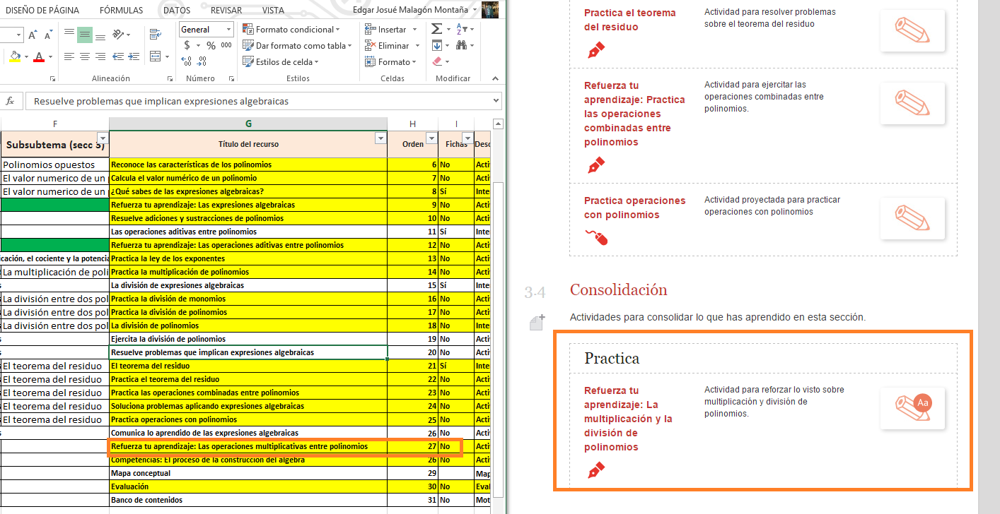 DISEÑO DE PÁGINA FÓRMULAS DATOS REVISAR VISTA Edgar Josué Malagón Montaña
General
Formato condicional
Insertar
Dar formato como tabla
Eliminar
$ % 000
Estilos de celda
Formato
Alineación Número Estilos Celdas Modificar
fx Resuelve problemas que implican expresiones algebraicas
F G H I
Subsubtema (secc 3) Título del recurso Orden Fichas Desc
Polinomios opuestos Reconoce las características de los polinomios 6 No Acti
El valor numerico de un p Calcula el valor numérico de un polinomio 7 No Acti
El valor numerico de un p ¿Qué sabes de las expresiones algebraicas? 8 Sí Inte
Refuerza tu aprendizaje: Las expresiones algebraicas 9 No Acti
Resuelve adiciones y sustracciones de polinomios 10 No Acti
Las operaciones aditivas entre polinomios 11 Sí Inte
Refuerza tu aprendizaje: Las operaciones aditivas entre polinomios 12 No Acti
cación, el cociente y la potencia Practica la ley de los exponentes 13 No Acti
La multiplicación de poli Practica la multiplicación de polinomios 14 No Acti
La división de expresiones algebraicas 15 Sí Inte
La división entre dos pol Practica la división de monomios 16 No Acti
La división entre dos pol Practica la división de polinomios 17 No Acti
La división entre dos pol La división de polinomios 18 No Inte
Ejercita la división de polinomios 19 No Acti
Resuelve problemas que implican expresiones algebraicas 20 No Acti
El teorema del residuo El teorema del residuo 21 Sí Inte
El teorema del residuo Practica el teorema del residuo 22 No Acti
El teorema del residuo Practica las operaciones combinadas entre polinomios 23 No Acti
El teorema del residuo Soluciona problemas aplicando expresiones algebraicas 24 No Acti
El teorema del residuo Practica operaciones con polinomios 25 No Acti
Comunica lo aprendido de las expresiones algebraicas 26 No Acti
Refuerza tu aprendizaje: Las operaciones multiplicativas entre polinomios 27 No Acti
Competencias: El proceso de la construcción del álgebra 26 No Acti
Mapa conceptual 29 Map
Evaluación 30 No Eval
Banco de contenidos 31 No Mot
Practica el teorema
del residuo
Actividad para resolver problemas
sobre el teorema del residuo
Refuerza tu
aprendizaje: Practica
las operaciones
combinadas entre
polinomios
Actividad para ejercitar las
operaciones combinadas entre
polinomios.
Practica operaciones
con polinomios
Actividad proyectada para practicar
operaciones con polinomios
3.4 Consolidación
Actividades para consolidar lo que has aprendido en esta sección.
Practica
Refuerza tu
aprendizaje: La
multiplicación y la
división de
polinomios
Actividad para reforzar lo visto sobre
multiplicación y división de
polinomios.
Aa